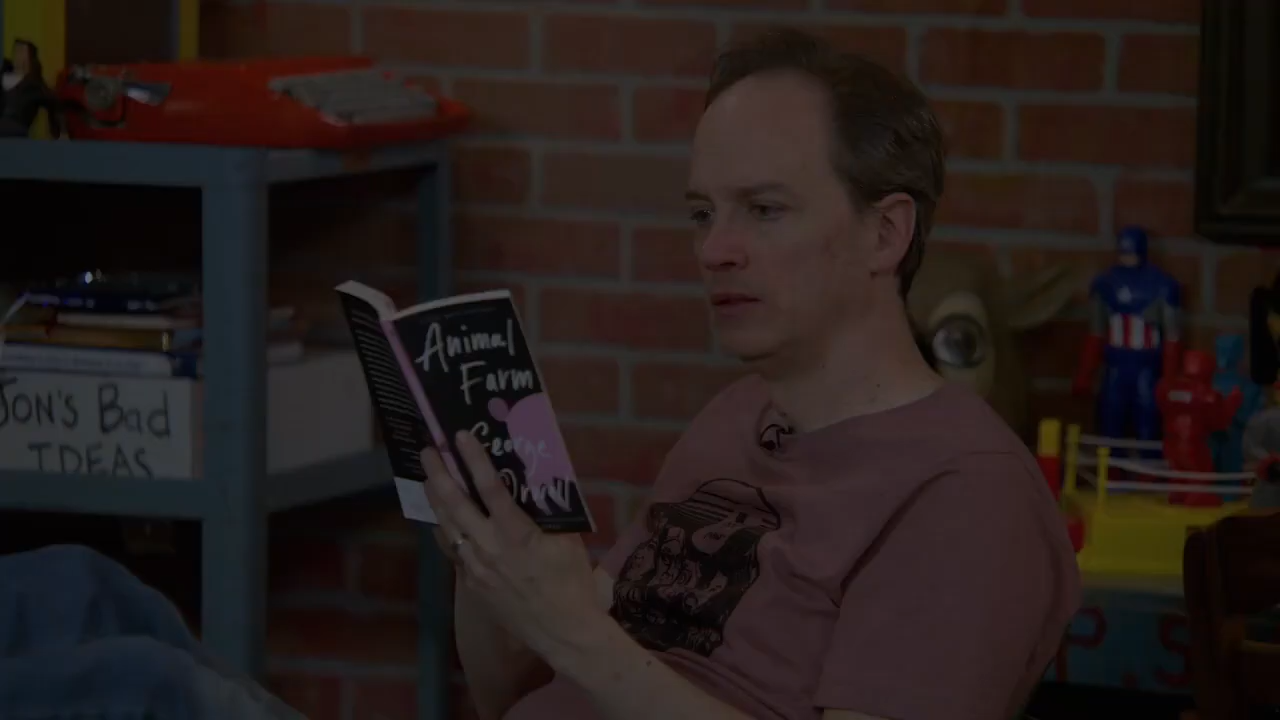 JON'S Bad
IDEAS
Animal
Farm
George
Orwell
P.S